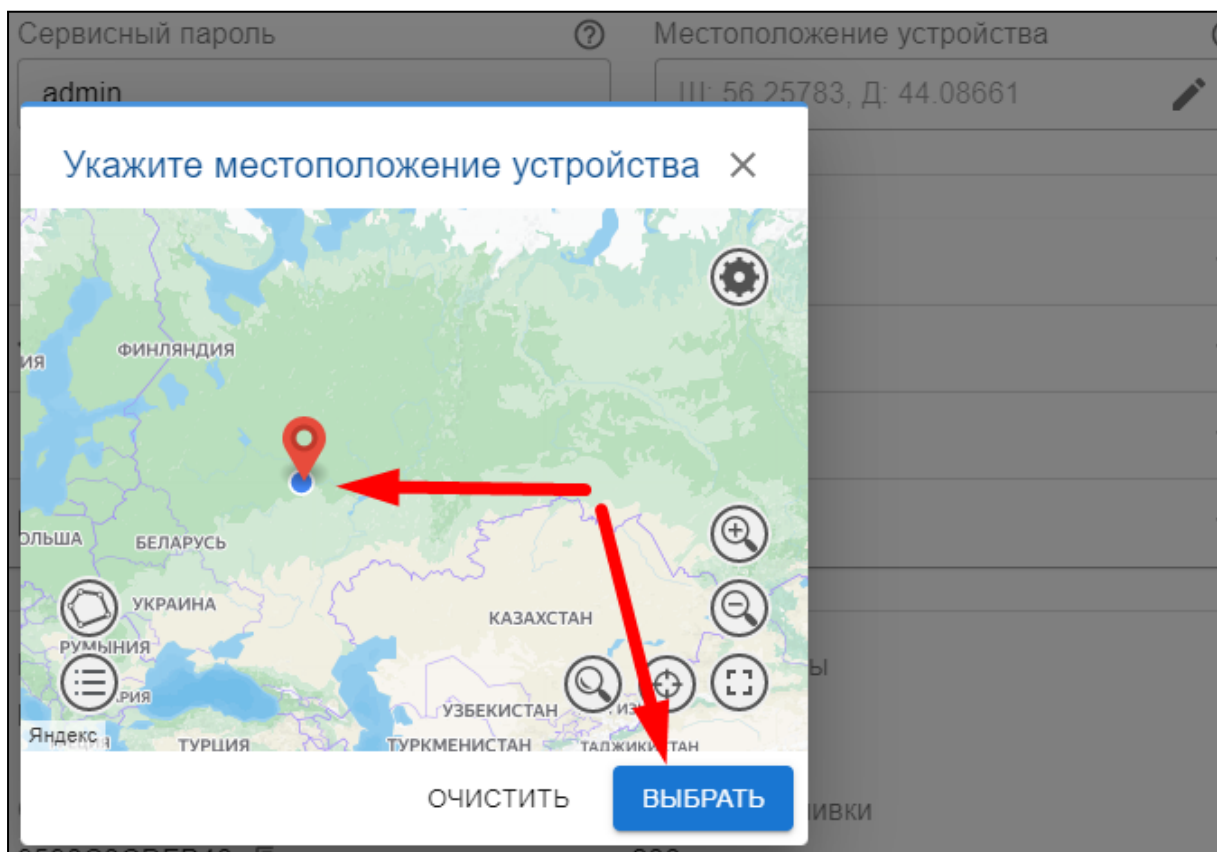 Сервисный пароль
Местоположение устройства
admin
Ш: 56.25783, Д: 44.08661
Укажите местоположение устройства
ФИНЛЯНДИЯ
БЕЛАРУСЬ
УКРАИНА
КАЗАХСТАН
РУМЫНИЯ
УЗБЕКИСТАН
Яндекс
ТУРЦИЯ
ТУРКМЕНИСТАН
ТАДЖИКИСТАН
ОЧИСТИТЬ
ВЫБРАТЬ